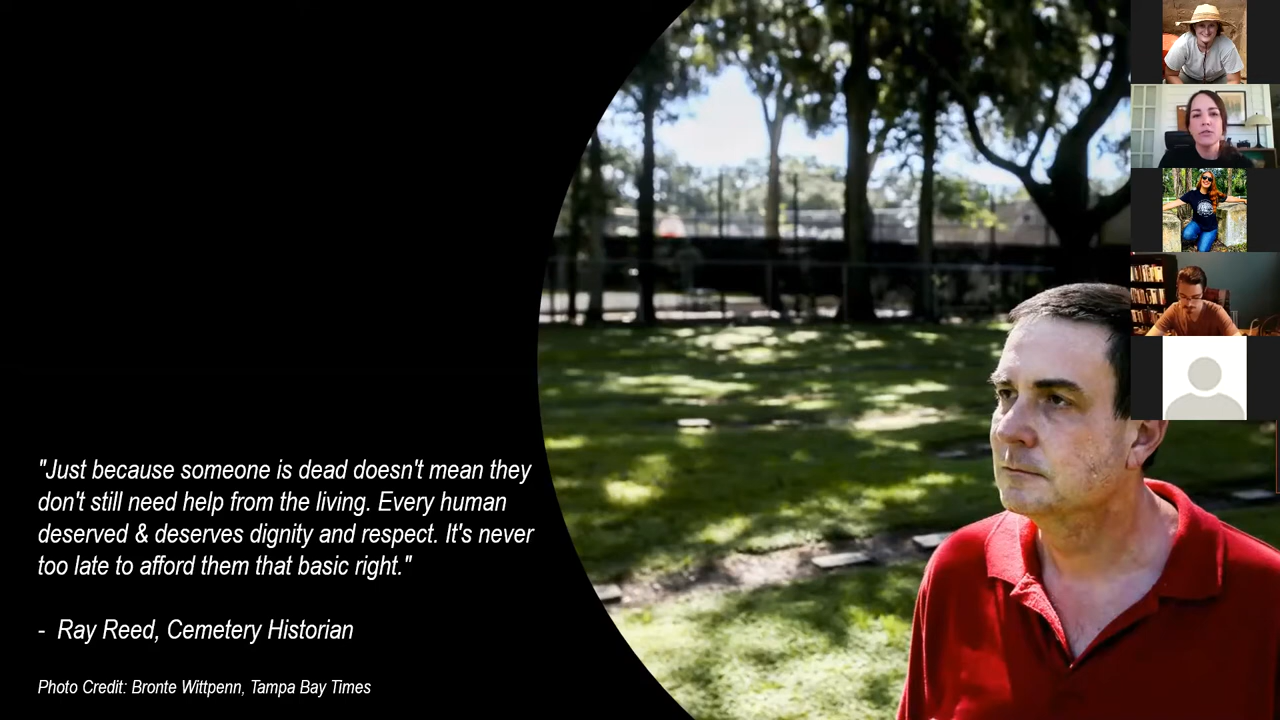 "Just because someone is dead doesn't mean they
don't still need help from the living. Every human
deserved & deserves dignity and respect. It's never
too late to afford them that basic right."
- Ray Reed, Cemetery Historian
Photo Credit: Bronte Wittpenn, Tampa Bay Times